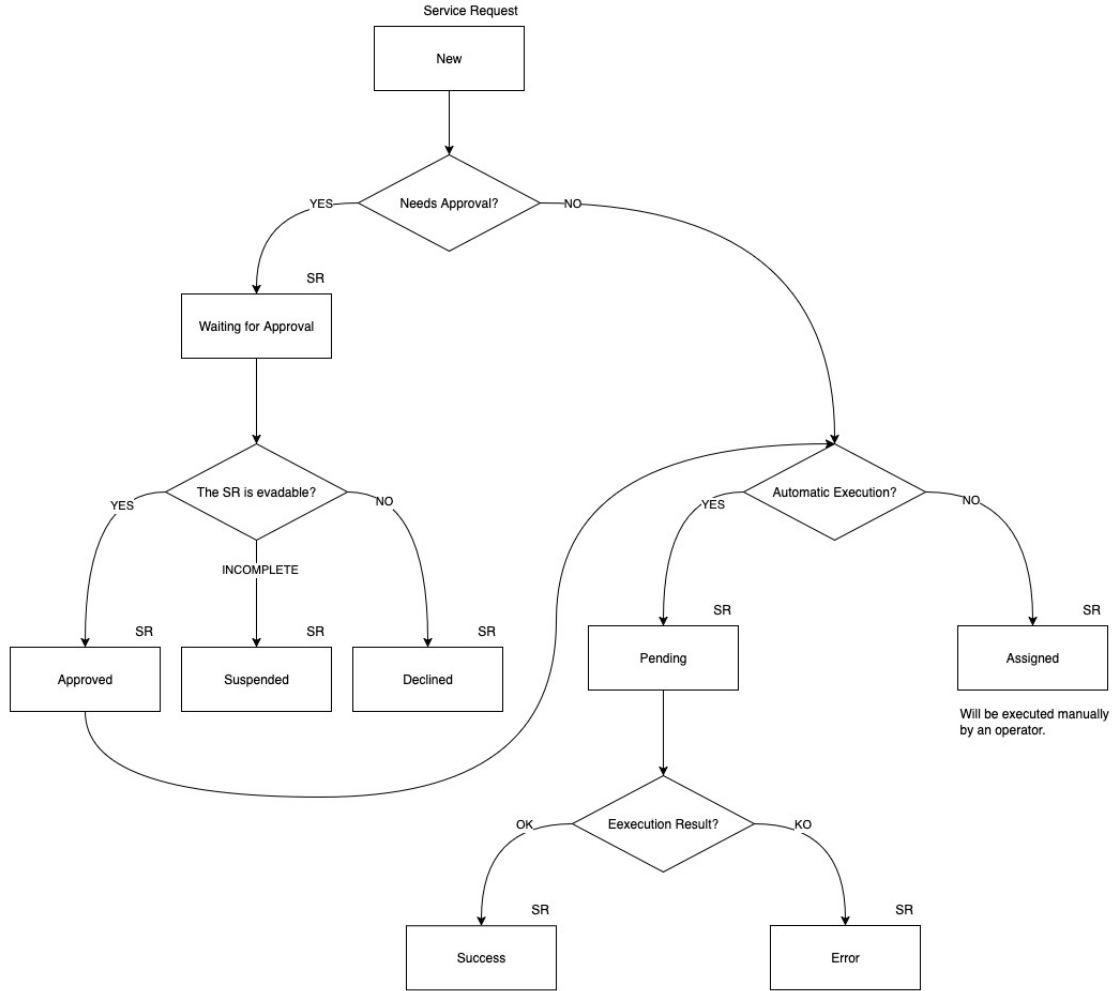 Service Request
New
Needs Approval?
YES
NO
SR
Waiting for Approval
The SR is evadable?
YES
INCOMPLETE
NO
SR
Approved
SR
Suspended
SR
Declined
Automatic Execution?
YES
NO
SR
Pending
SR
Assigned
Will be executed manually
by an operator.
Eexecution Result?
OK
KO
SR
Success
SR
Error